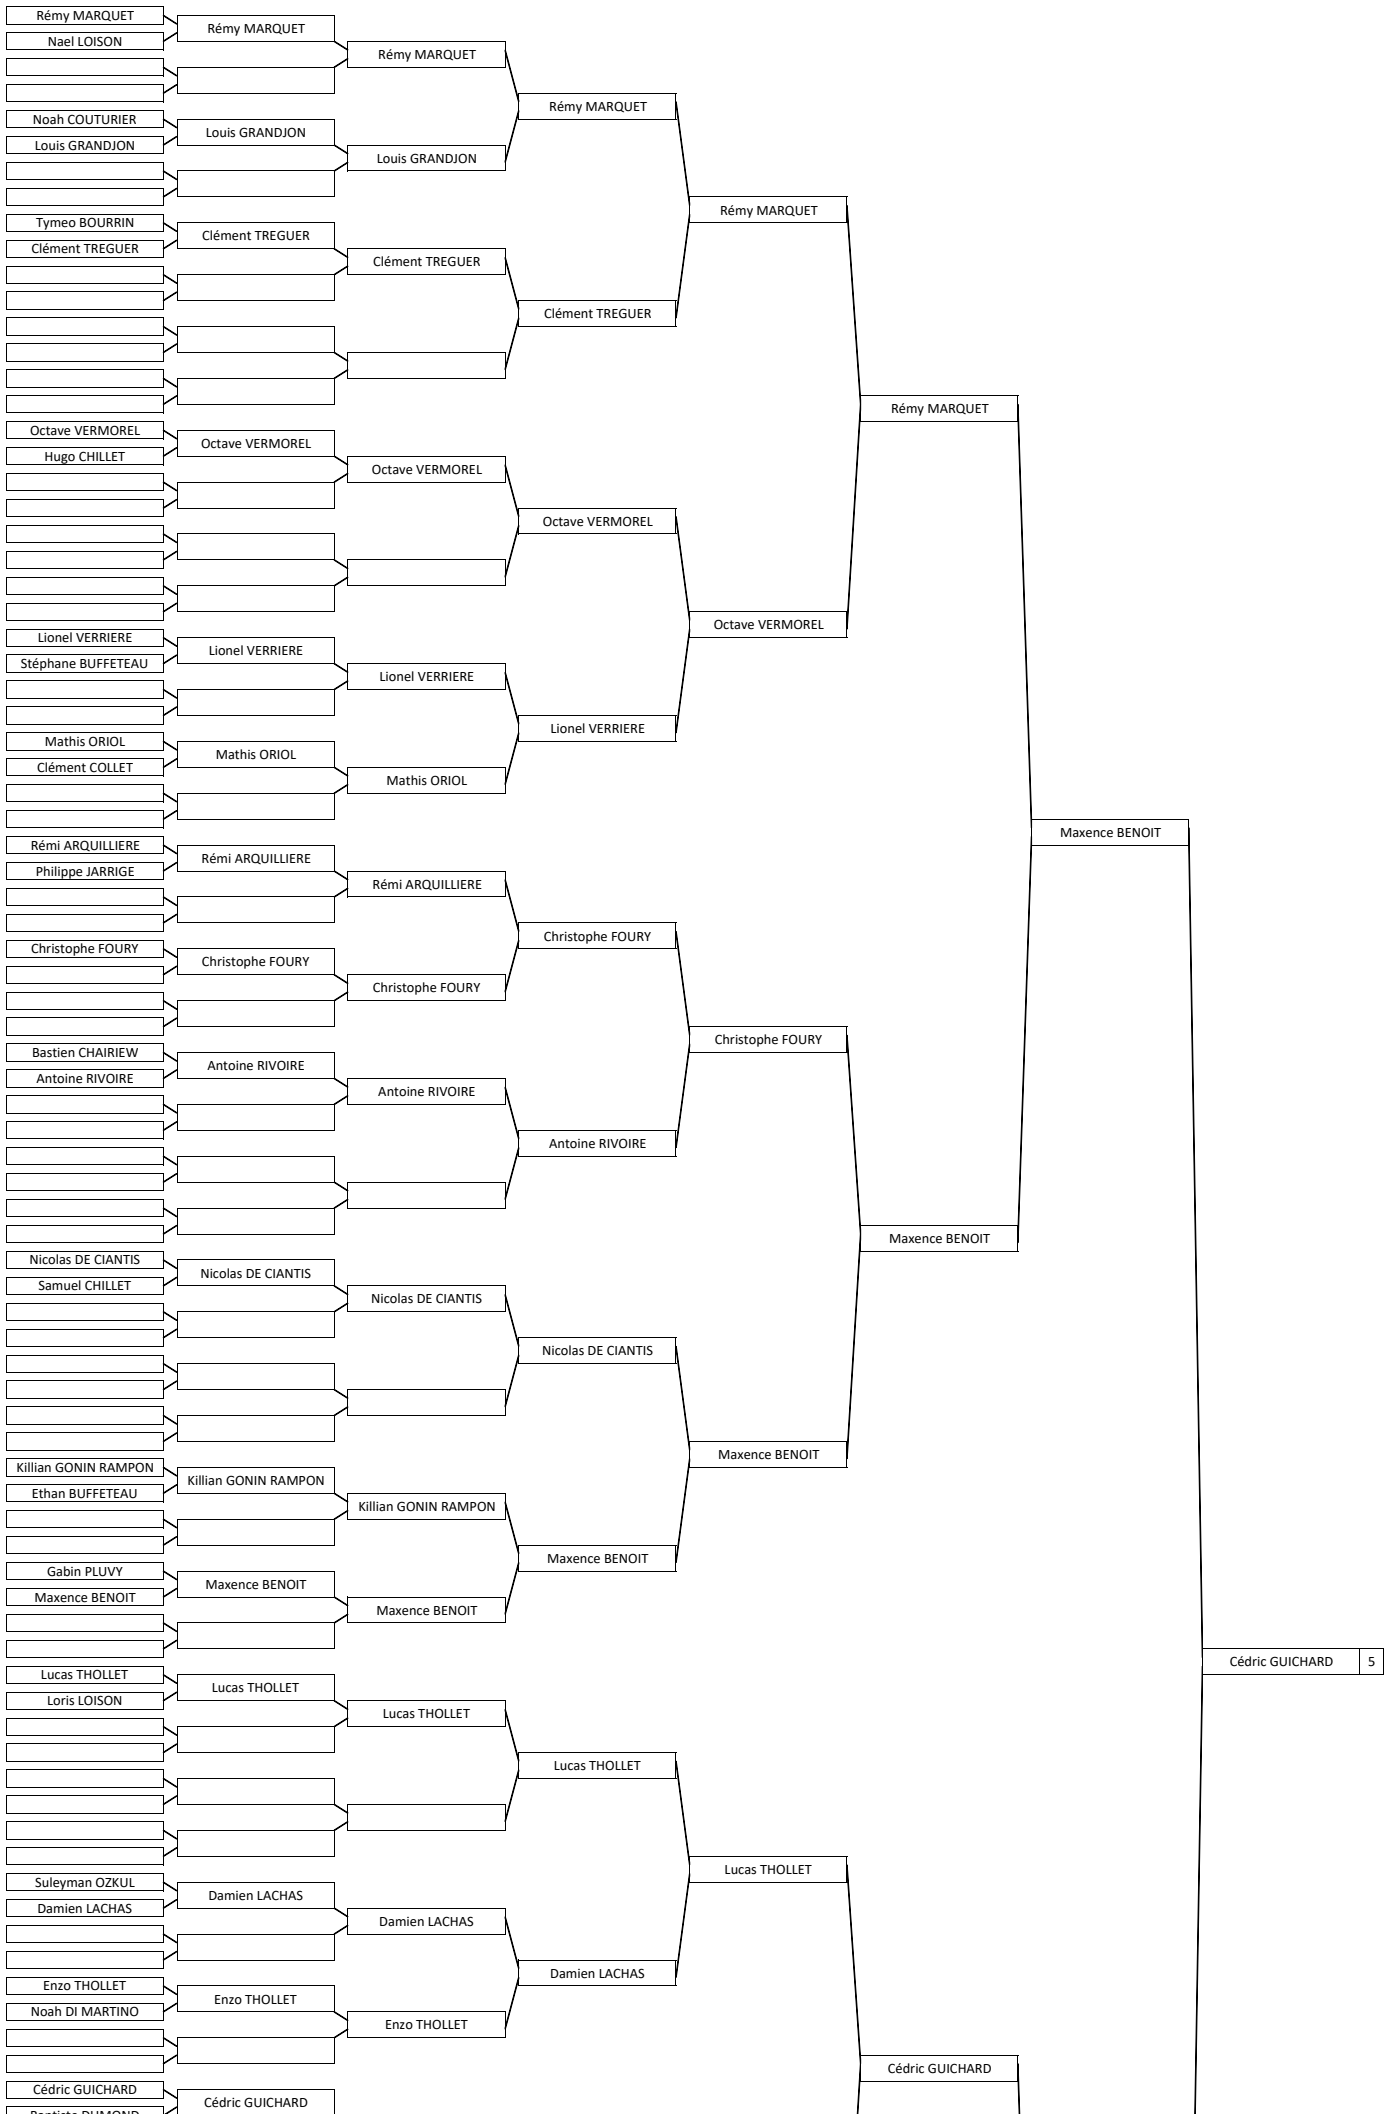 Rémy MARQUET
Nael LOISON
Noah COUTURIER
Louis GRANDJON
Tymeo BOURRIN
Clément TREGUER
Octave VERMOREL
Hugo CHILLET
Lionel VERRIERE
Stéphane BUFFETEAU
Mathis ORIOL
Clément COLLET
Rémi ARQUILLIERE
Philippe JARRIGE
Christophe FOURY
Bastien CHAIRIEW
Antoine RIVOIRE
Nicolas DE CIANTIS
Samuel CHILLET
Killian GONIN RAMPON
Ethan BUFFETEAU
Gabin PLUVY
Maxence BENOIT
Lucas THOLLET
Loris LOISON
Suleyman OZKUL
Damien LACHAS
Enzo THOLLET
Noah DI MARTINO
Cédric GUICHARD
Rémy MARQUET
Louis GRANDJON
Clément TREGUER
Octave VERMOREL
Lionel VERRIERE
Mathis ORIOL
Rémi ARQUILLIERE
Christophe FOURY
Antoine RIVOIRE
Nicolas DE CIANTIS
Killian GONIN RAMPON
Maxence BENOIT
Lucas THOLLET
Damien LACHAS
Enzo THOLLET
Cédric GUICHARD
Rémy MARQUET
Louis GRANDJON
Clément TREGUER
Octave VERMOREL
Lionel VERRIERE
Mathis ORIOL
Rémi ARQUILLIERE
Christophe FOURY
Antoine RIVOIRE
Nicolas DE CIANTIS
Killian GONIN RAMPON
Maxence BENOIT
Lucas THOLLET
Damien LACHAS
Enzo THOLLET
Rémy MARQUET
Clément TREGUER
Octave VERMOREL
Lionel VERRIERE
Christophe FOURY
Antoine RIVOIRE
Nicolas DE CIANTIS
Maxence BENOIT
Lucas THOLLET
Damien LACHAS
Rémy MARQUET
Octave VERMOREL
Christophe FOURY
Maxence BENOIT
Lucas THOLLET
Rémy MARQUET
Maxence BENOIT
Cédric GUICHARD
Maxence BENOIT
Cédric GUICHARD 5